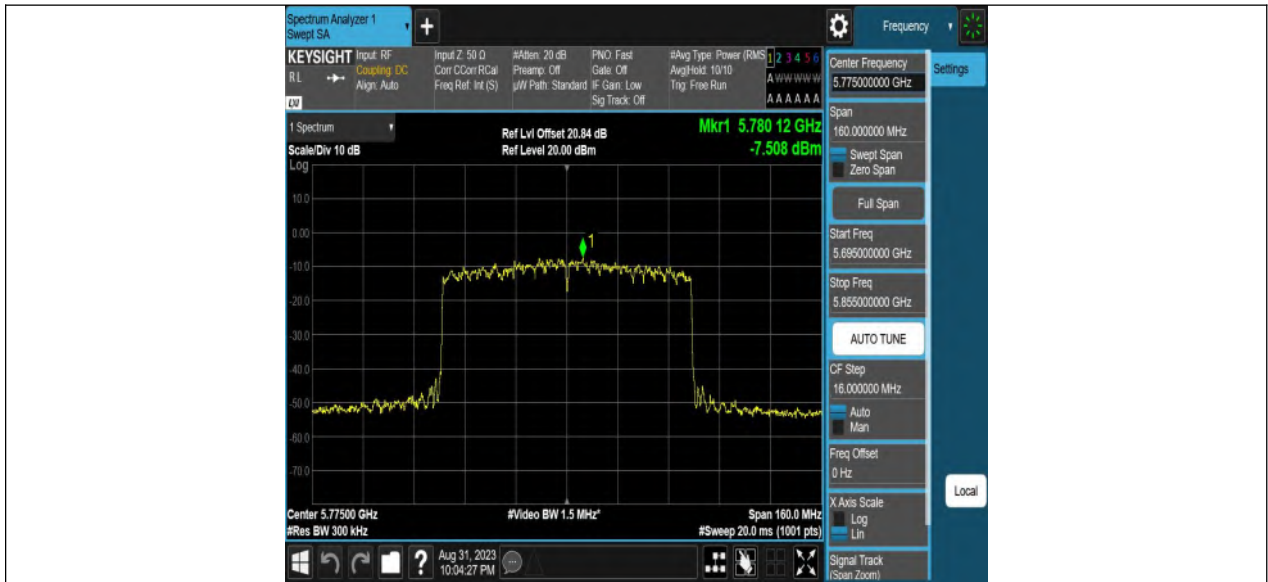 Spectrum Analyzer 1
Swept SA
+
Frequency
KEYSIGHT
Input: RF
Coupling: DC
Align: Auto
Input Z: 50 Ω
Corr CCorr RCal
Freq Ref: Int (S)
#Atten: 20 dB
Preamp: Off
µW Path: Standard
PNO: Fast
Gate: Off
IF Gain: Low
Sig Track: Off
#Avg Type: Power (RMS
Avg|Hold: 10/10
Trig: Free Run
1 2 3 4 5 6
A W W W W W
A A A A A A
RL
LXI
1 Spectrum
Scale/Div 10 dB
Log
Ref Lvl Offset 20.84 dB
Ref Level 20.00 dBm
Mkr1 5.780 12 GHz
-7.508 dBm
10.0
0.00
-10.0
-20.0
-30.0
-40.0
-50.0
-60.0
-70.0
1
Center 5.77500 GHz
#Res BW 300 kHz
#Video BW 1.5 MHz*
Span 160.0 MHz
#Sweep 20.0 ms (1001 pts)
?
Aug 31, 2023
10:04:27 PM
Center Frequency
5.775000000 GHz
Span
160.000000 MHz
Swept Span
Zero Span
Full Span
Start Freq
5.695000000 GHz
Stop Freq
5.855000000 GHz
AUTO TUNE
CF Step
16.000000 MHz
Auto
Man
Freq Offset
0 Hz
X Axis Scale
Log
Lin
Signal Track
(Span Zoom)
Settings
Local